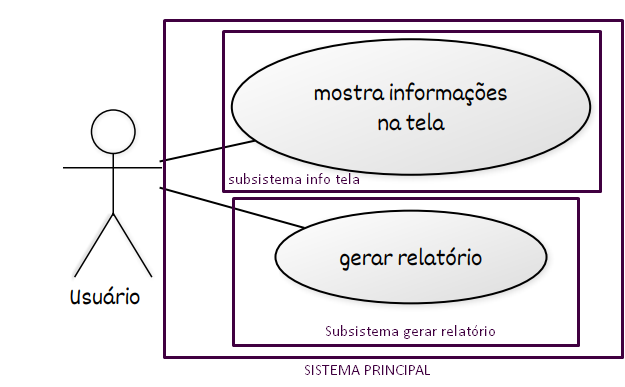 mostra informações
na tela
subsistema info tela
gerar relatório
Usuário
Subsistema gerar relatório
SISTEMA PRINCIPAL